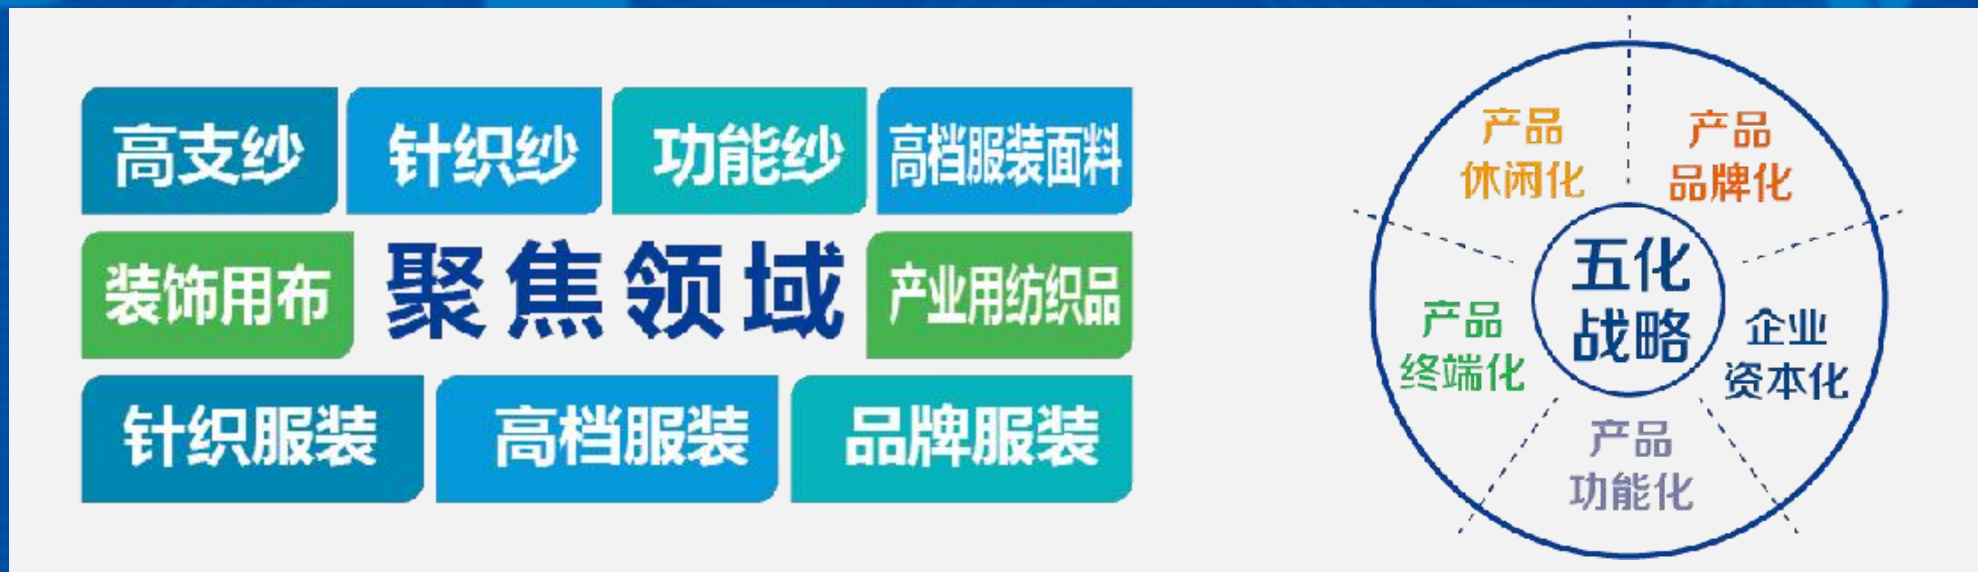 高支纱
针织纱
功能纱
高档服装面料
装饰用布
聚焦领域
产业用纺织品
针织服装
高档服装
品牌服装
产品
休闲化
产品
品牌化
五化
战略
产品
终端化
企业
资本化
产品
功能化